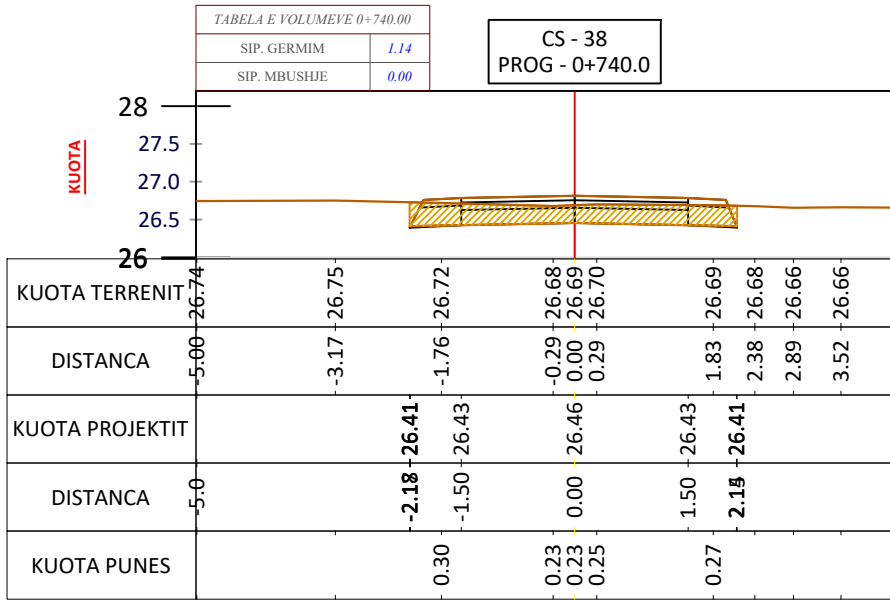 TABELA E VOLUMEVE 0+740.00
SIP. GERMIM 1.14
SIP. MBUSHJE 0.00
CS - 38
PROG - 0+740.0
KUOTA
28
27.5
27.0
26.5
26
KUOTA TERRENIT 26.74 26.75 26.72 26.68 26.69 26.70 26.69 26.68 26.66 26.66
DISTANCA -5.00 -3.17 -1.76 -0.29 0.00 0.29 1.83 2.38 2.89 3.52
KUOTA PROJEKTIT 26.41 26.43 26.46 26.43 26.41
DISTANCA -5.0 -2.18 -1.50 0.00 1.50
KUOTA PUNES 0.30 0.23 0.23 0.25 0.27